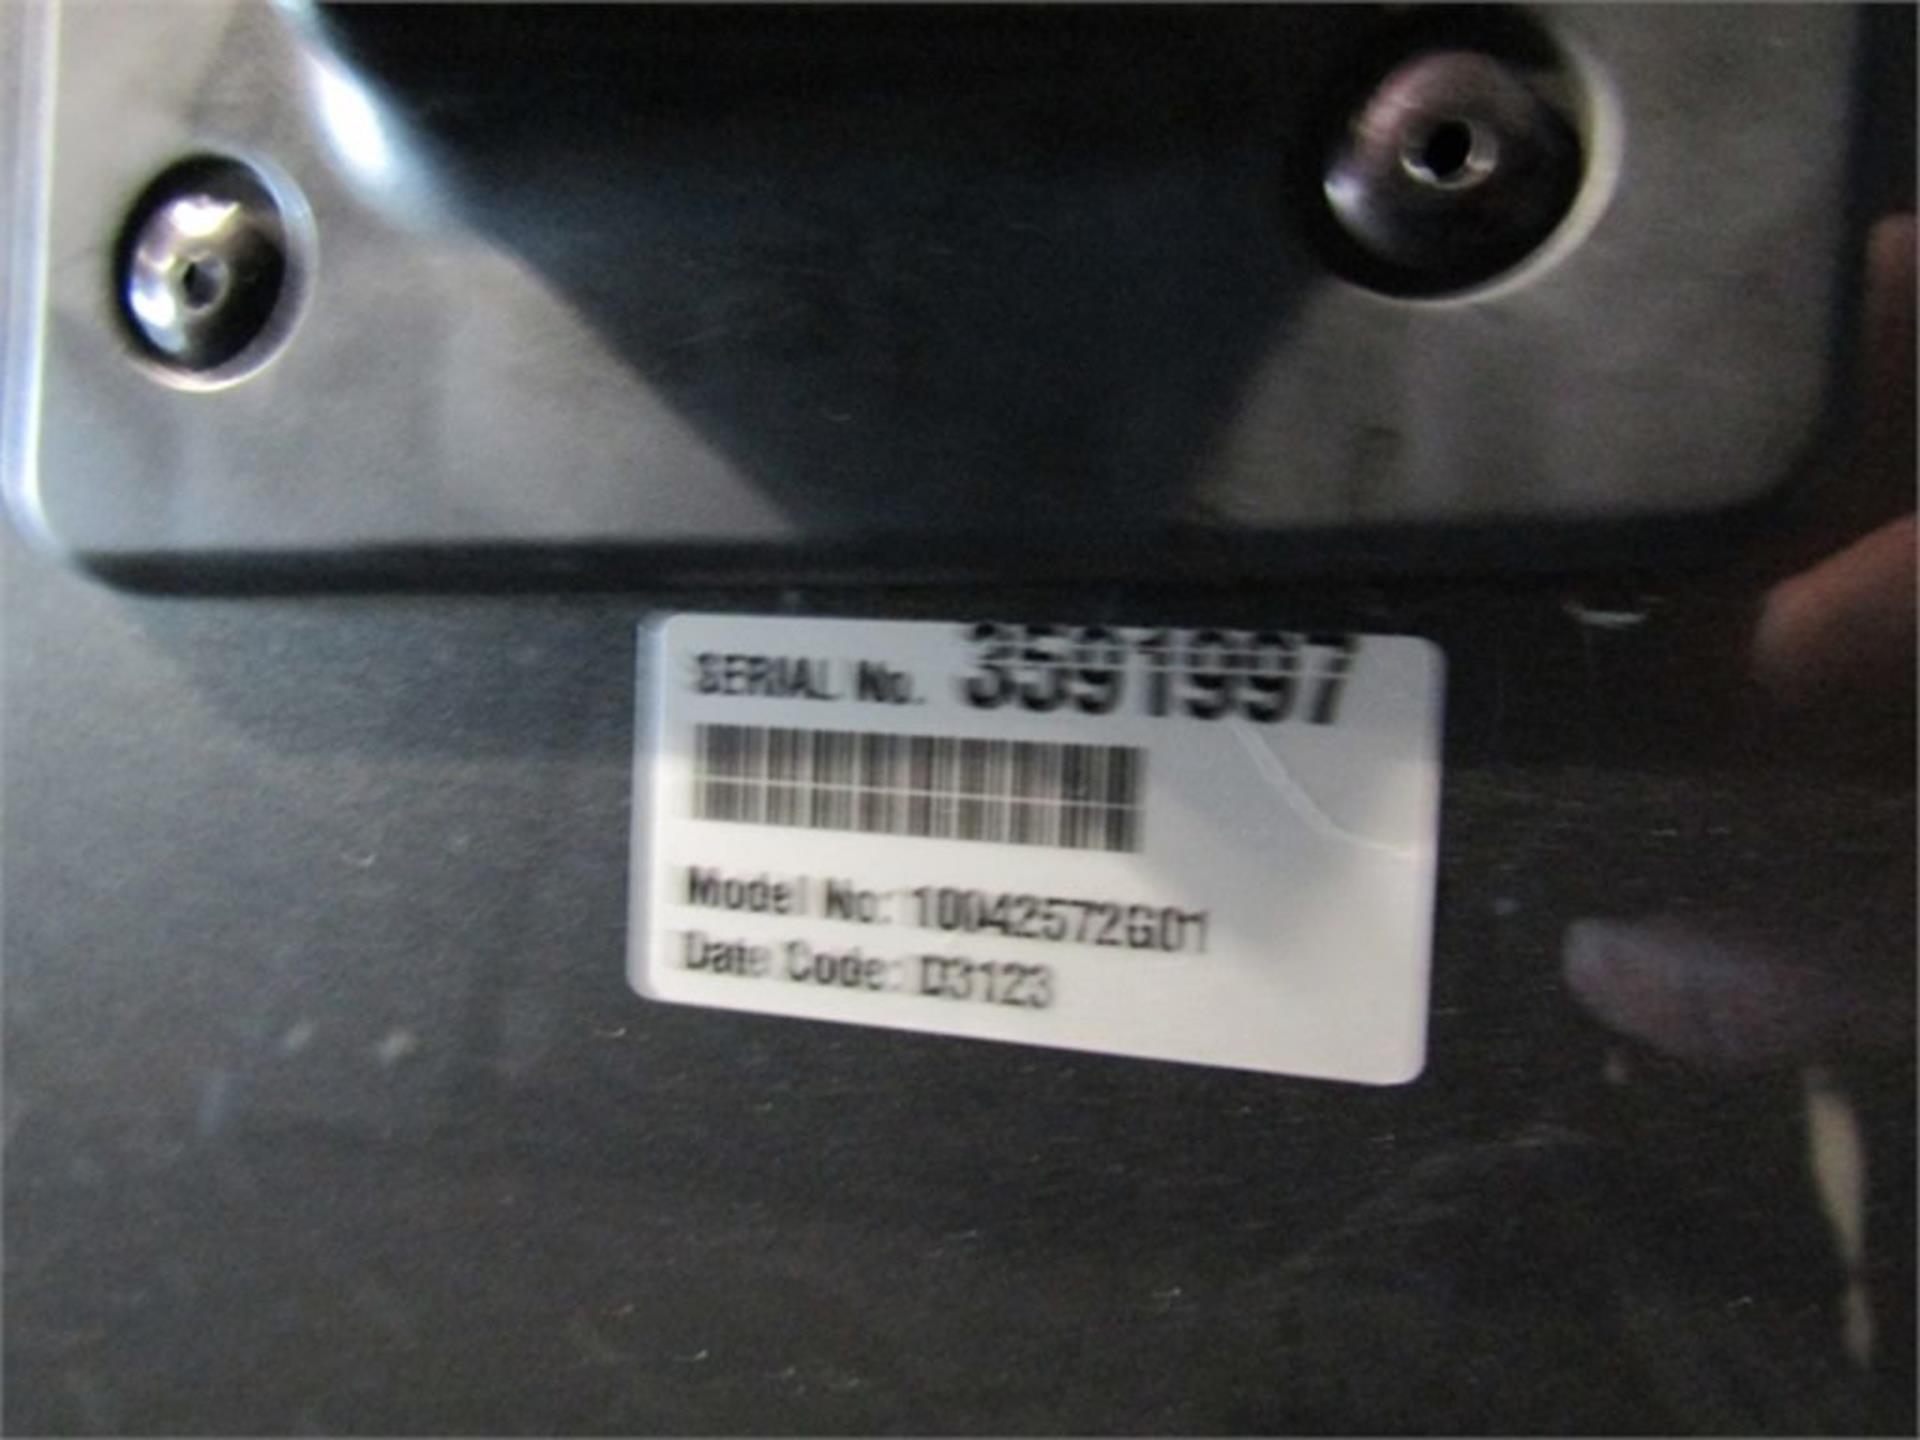 SERIAL No. 3591997
Model No: 10042572G01
Date Code: D3123